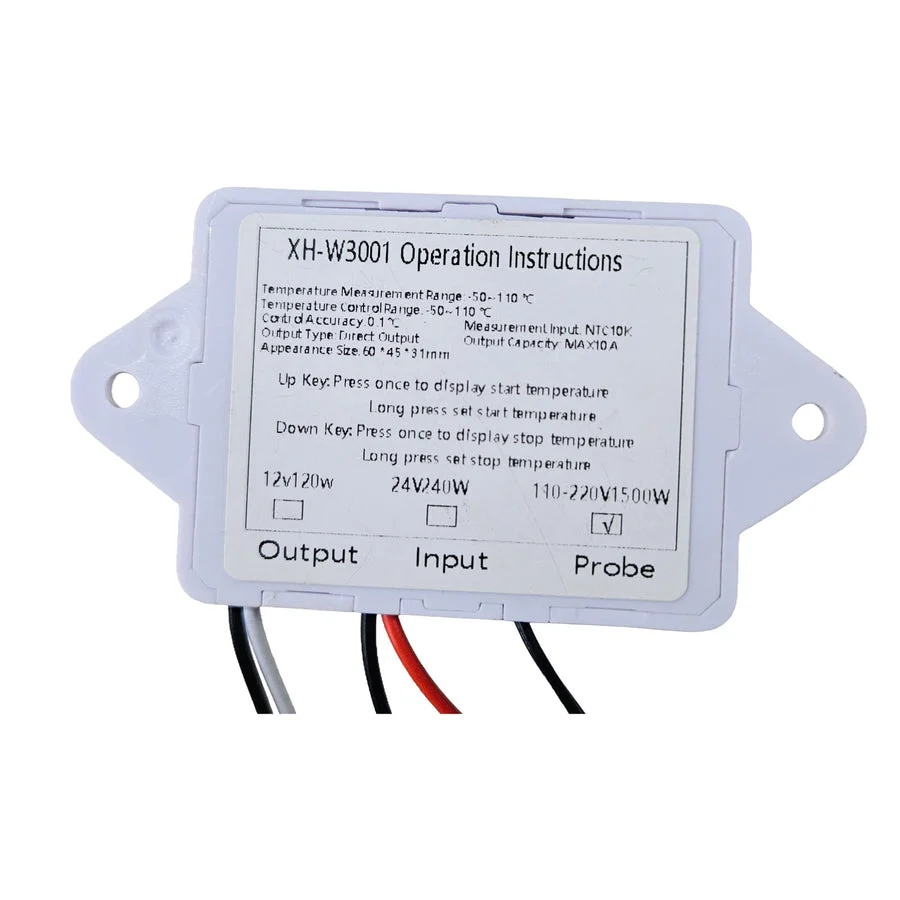 XH-W3001 Operation Instructions
Temperature Measurement Range: -50~110 ℃
Temperature Control Range: -50~110 ℃
Control Accuracy: 0.1℃ Measurement Input: NTC10K
Output Type: Direct Output Output Capacity: MAX10A
Appearance Size: 60 *45 *31mm
Up Key: Press once to display start temperature
Long press set start temperature
Down Key: Press once to display stop temperature
Long press set stop temperature
12v120w 24V240W 110-220V1500W
√
Output Input Probe